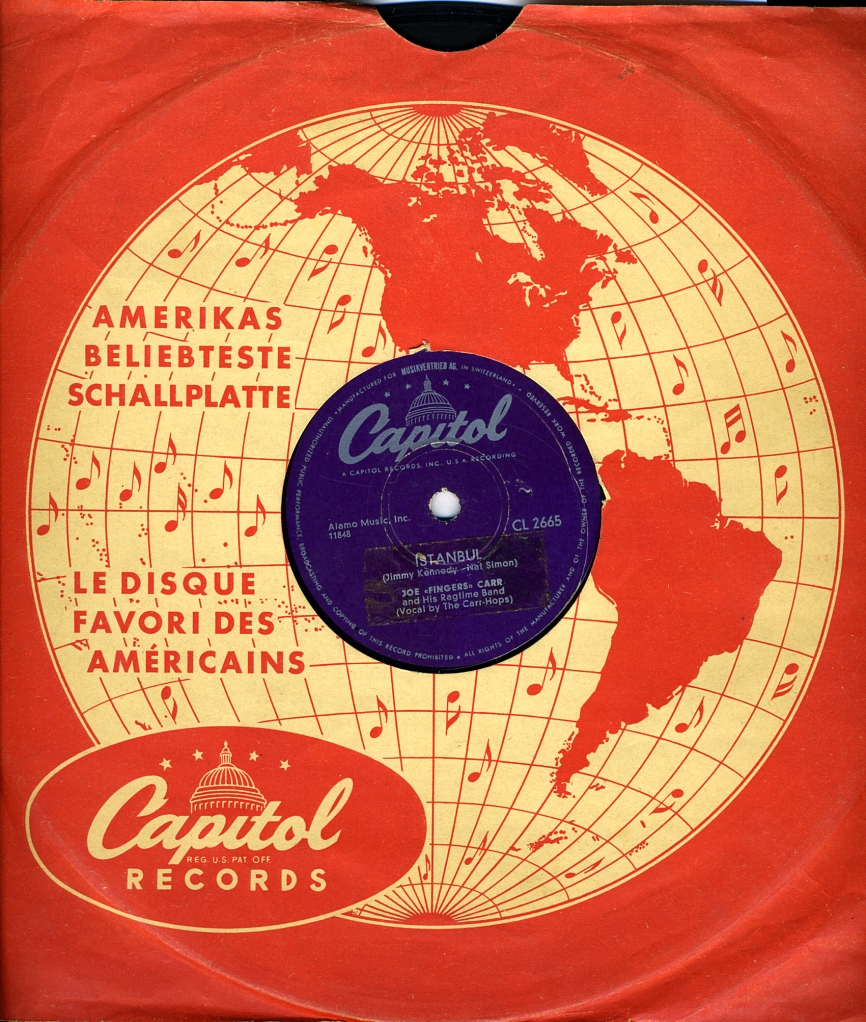 AMERIKAS
BELIEBTESTE
SCHALLPLATTE
UNAUTHORIZED PUBLIC PERFORMANCE, BROADCASTING AND COPYING OF THIS RECORD PROHIBITED • ALL RIGHTS OF THE MANUFACTURER AND OF THE OWNER OF THE RECORDED WORK RESERVED • MANUFACTURED FOR MUSIKVERTRIEB AG. IN SWITZERLAND •
Capitol
A CAPITOL RECORDS, INC. U.S.A. RECORDING
Alamo Music, Inc.
11848
CL 2665
ISTANBUL
(Jimmy Kennedy - Nat Simon)
JOE «FINGERS» CARR
and His Ragtime Band
(Vocal by The Carr-Hops)
LE DISQUE
FAVORI DES
AMÉRICAINS
Capitol
REG. U.S. PAT. OFF.
RECORDS